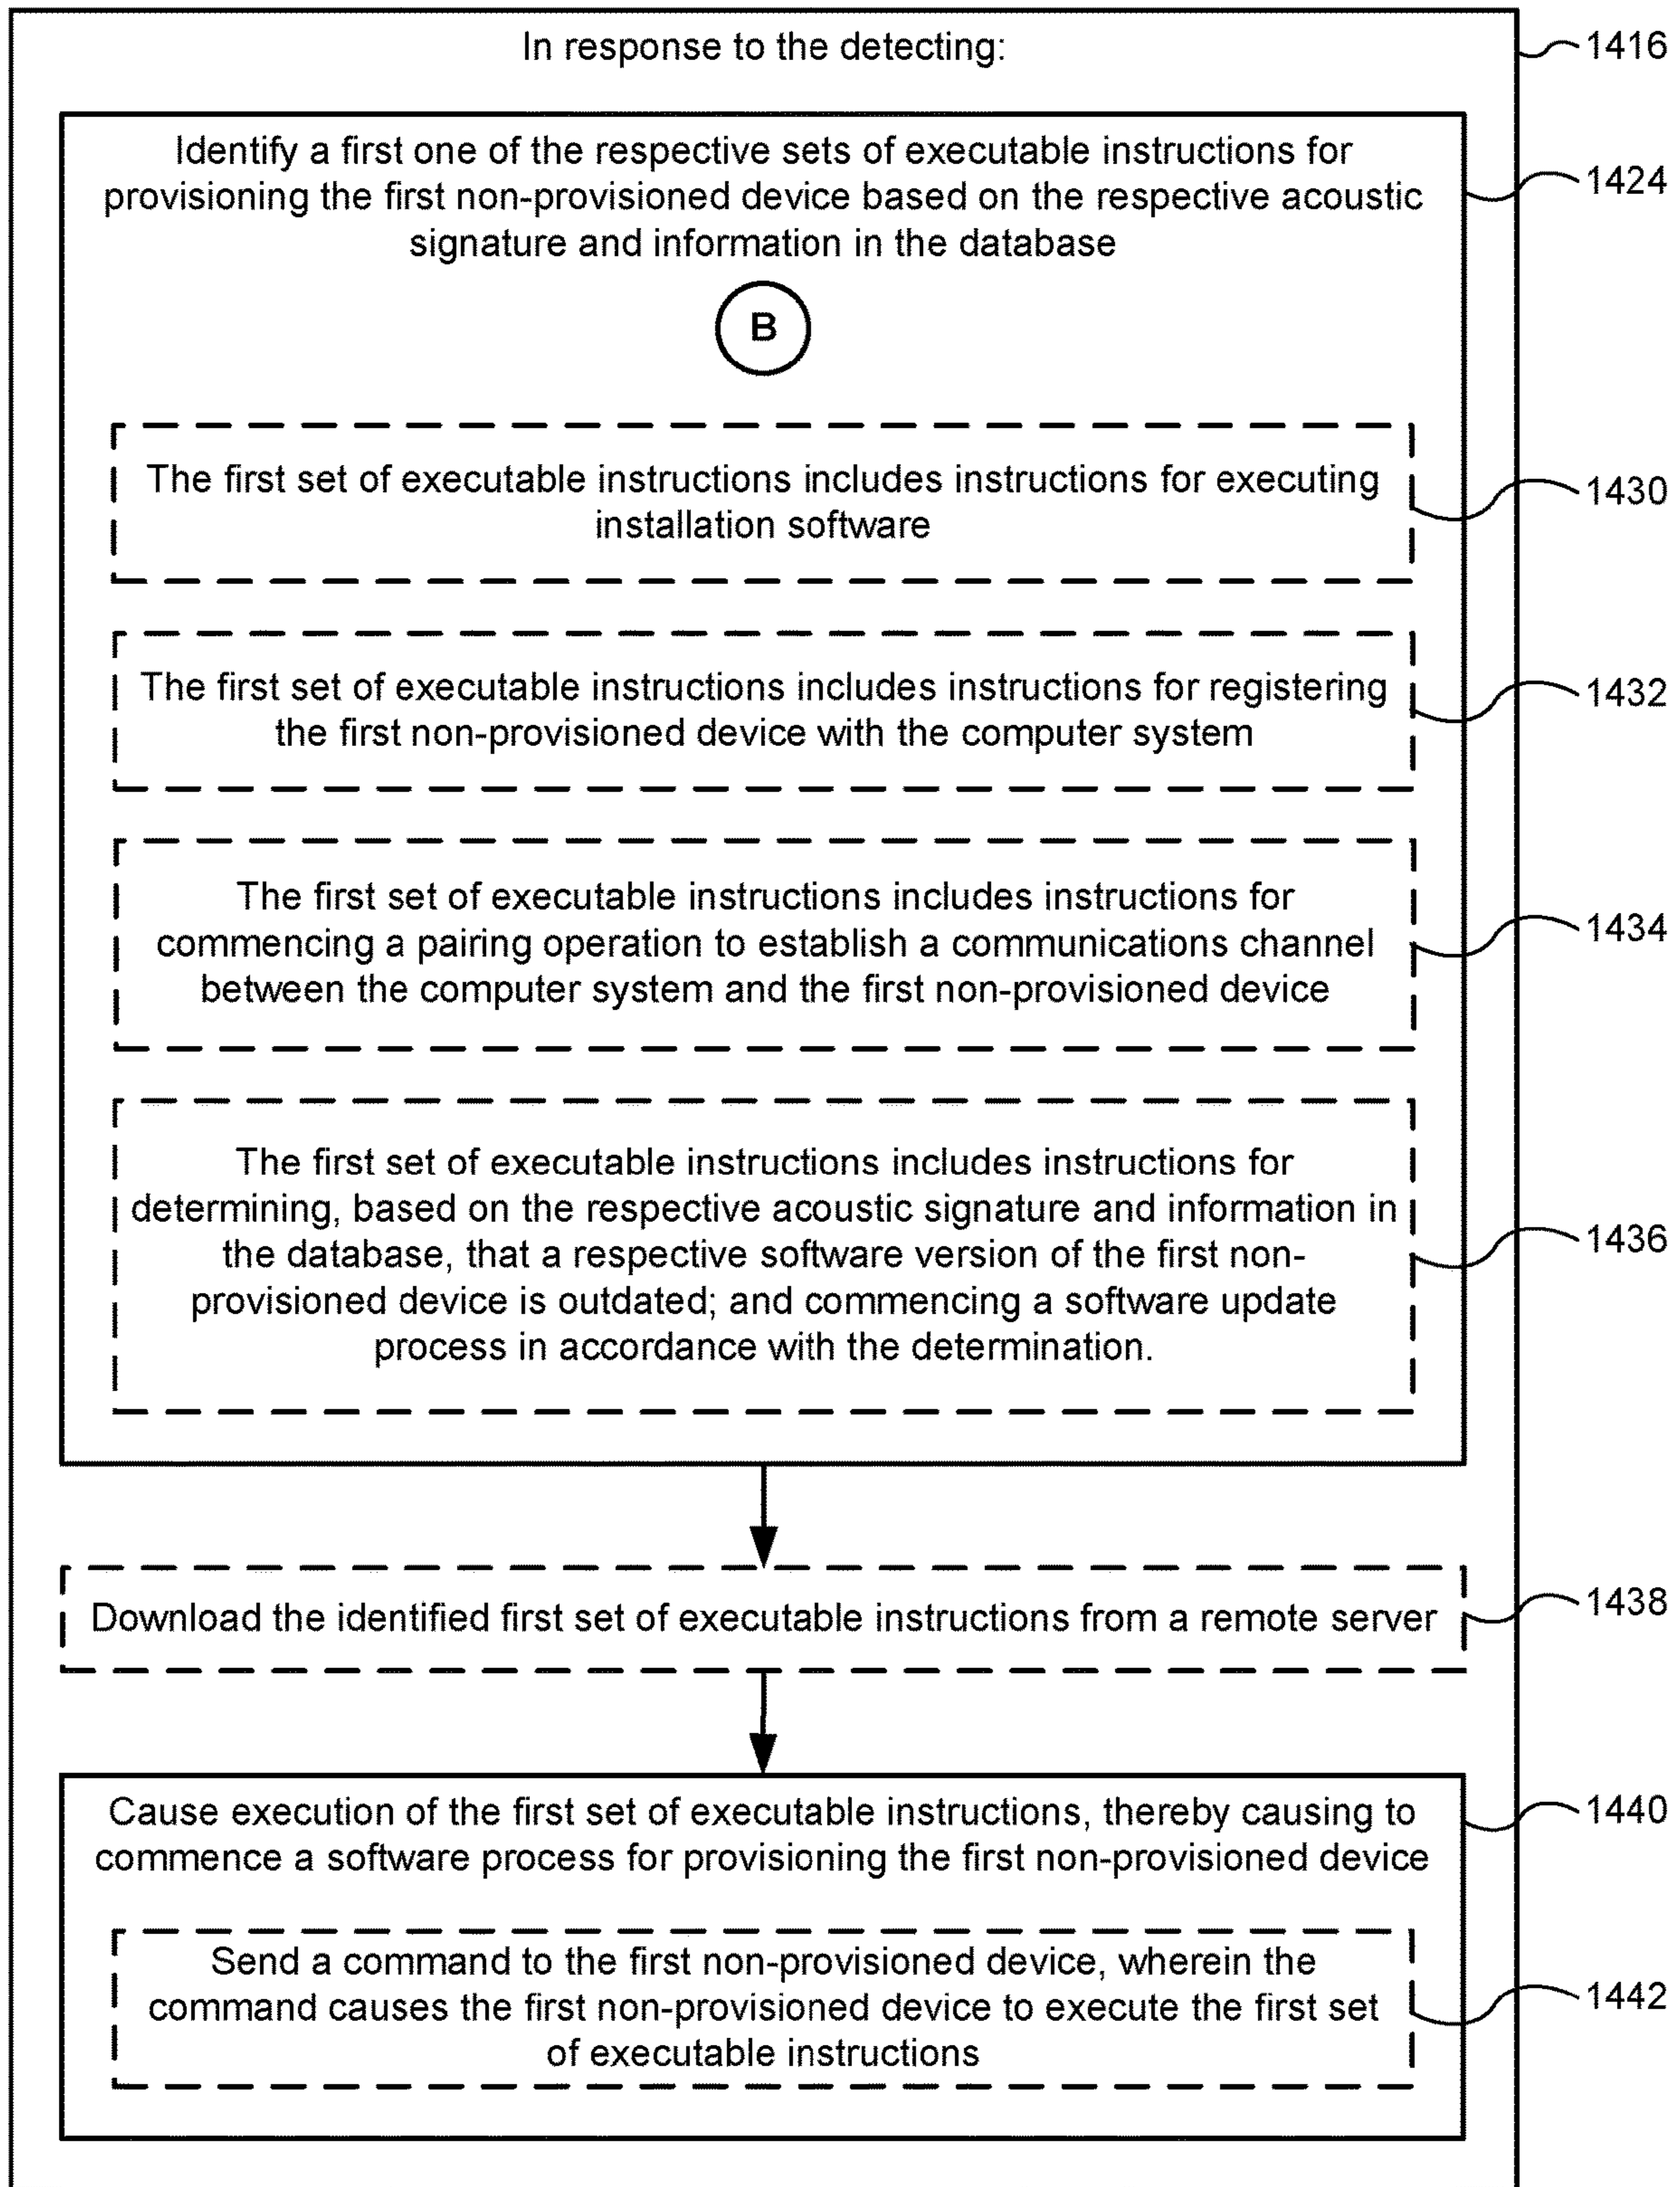 In response to the detecting:
1416
Identify a first one of the respective sets of executable instructions for
provisioning the first non-provisioned device based on the respective acoustic
signature and information in the database
1424
B
The first set of executable instructions includes instructions for executing
installation software
1430
The first set of executable instructions includes instructions for registering
the first non-provisioned device with the computer system
1432
The first set of executable instructions includes instructions for
commencing a pairing operation to establish a communications channel
between the computer system and the first non-provisioned device
1434
The first set of executable instructions includes instructions for
determining, based on the respective acoustic signature and information in
the database, that a respective software version of the first non-
provisioned device is outdated; and commencing a software update
process in accordance with the determination.
1436
Download the identified first set of executable instructions from a remote server
1438
Cause execution of the first set of executable instructions, thereby causing to
commence a software process for provisioning the first non-provisioned device
1440
Send a command to the first non-provisioned device, wherein the
command causes the first non-provisioned device to execute the first set
of executable instructions
1442